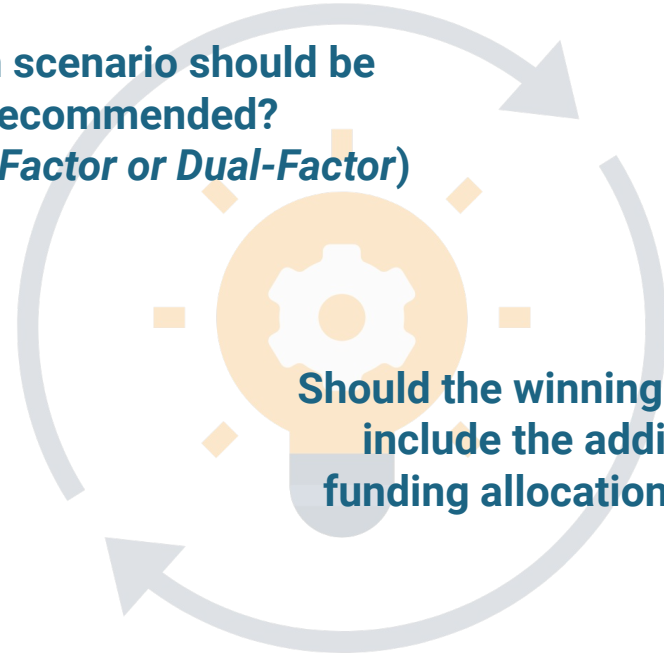 scenario should be
ecommended?
Factor or Dual-Factor)
Should the winning
include the addi
funding allocation